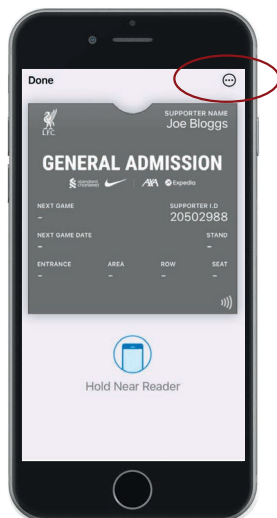 Done
L.F.C.
SUPPORTER NAME
Joe Bloggs
GENERAL ADMISSION
standard chartered AXA Expedia
NEXT GAME SUPPORTER I.D
- 20502988
NEXT GAME DATE STAND
- -
ENTRANCE AREA ROW SEAT
- - - -
Hold Near Reader